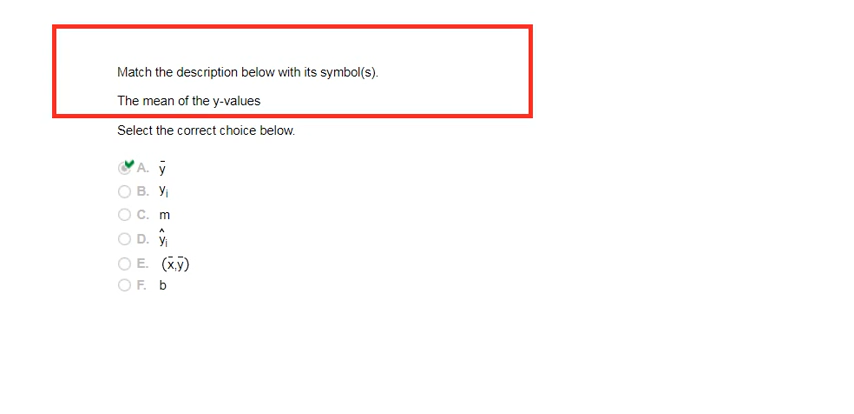 Match the description below with its symbol(s).
The mean of the y-values
Select the correct choice below.
A. ȳ
B. yᵢ
C. m
D. ŷᵢ
E. (x̄,ȳ)
F. b